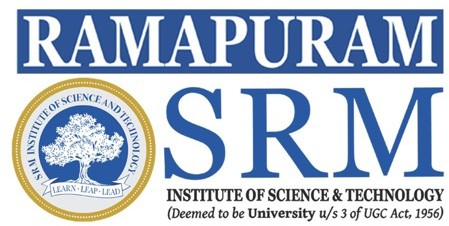 RAMAPURAM
SRM INSTITUTE OF SCIENCE AND TECHNOLOGY
LEARN · LEAP · LEAD
SRM
INSTITUTE OF SCIENCE & TECHNOLOGY
(Deemed to be University u/s 3 of UGC Act, 1956)